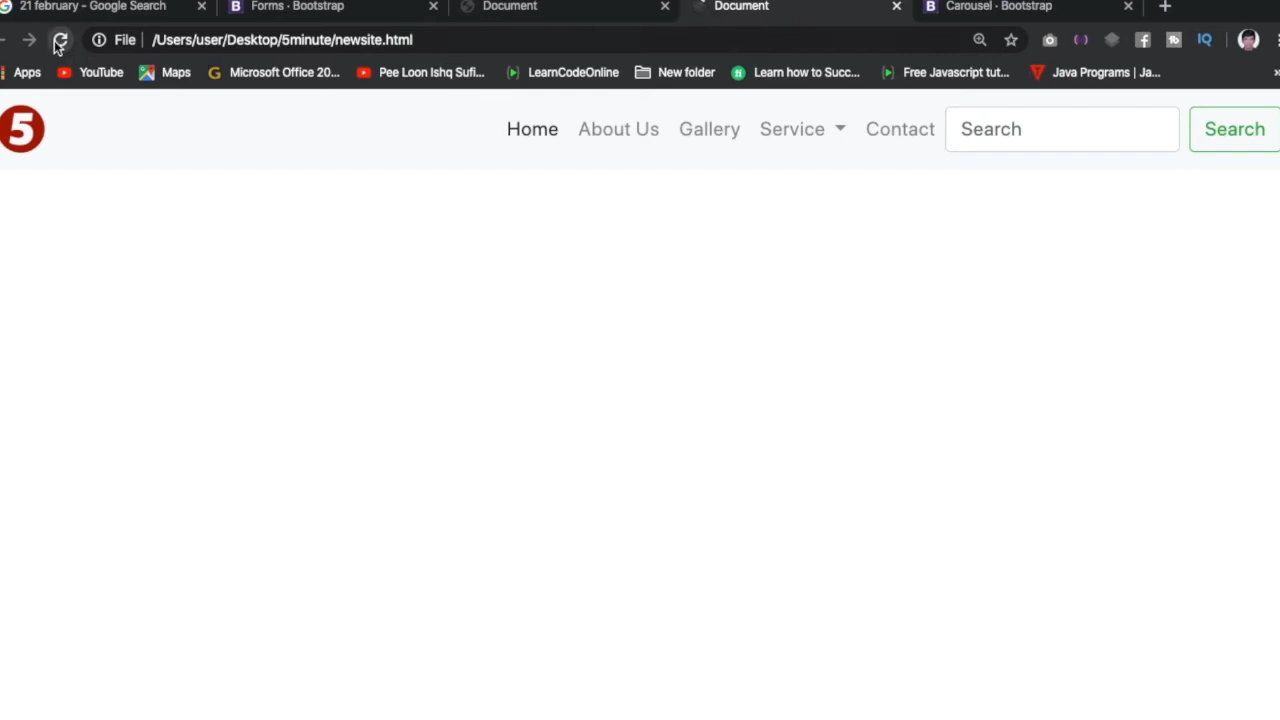 21 february - Google Search
Forms · Bootstrap
Document
Document
Carousel · Bootstrap
File
/Users/user/Desktop/5minute/newsite.html
IQ
Apps
YouTube
Maps
Microsoft Office 20...
Pee Loon Ishq Sufi...
LearnCodeOnline
New folder
Learn how to Succ...
Free Javascript tut...
Java Programs | Ja...
5
Home
About Us
Gallery
Service
Contact
Search
Search